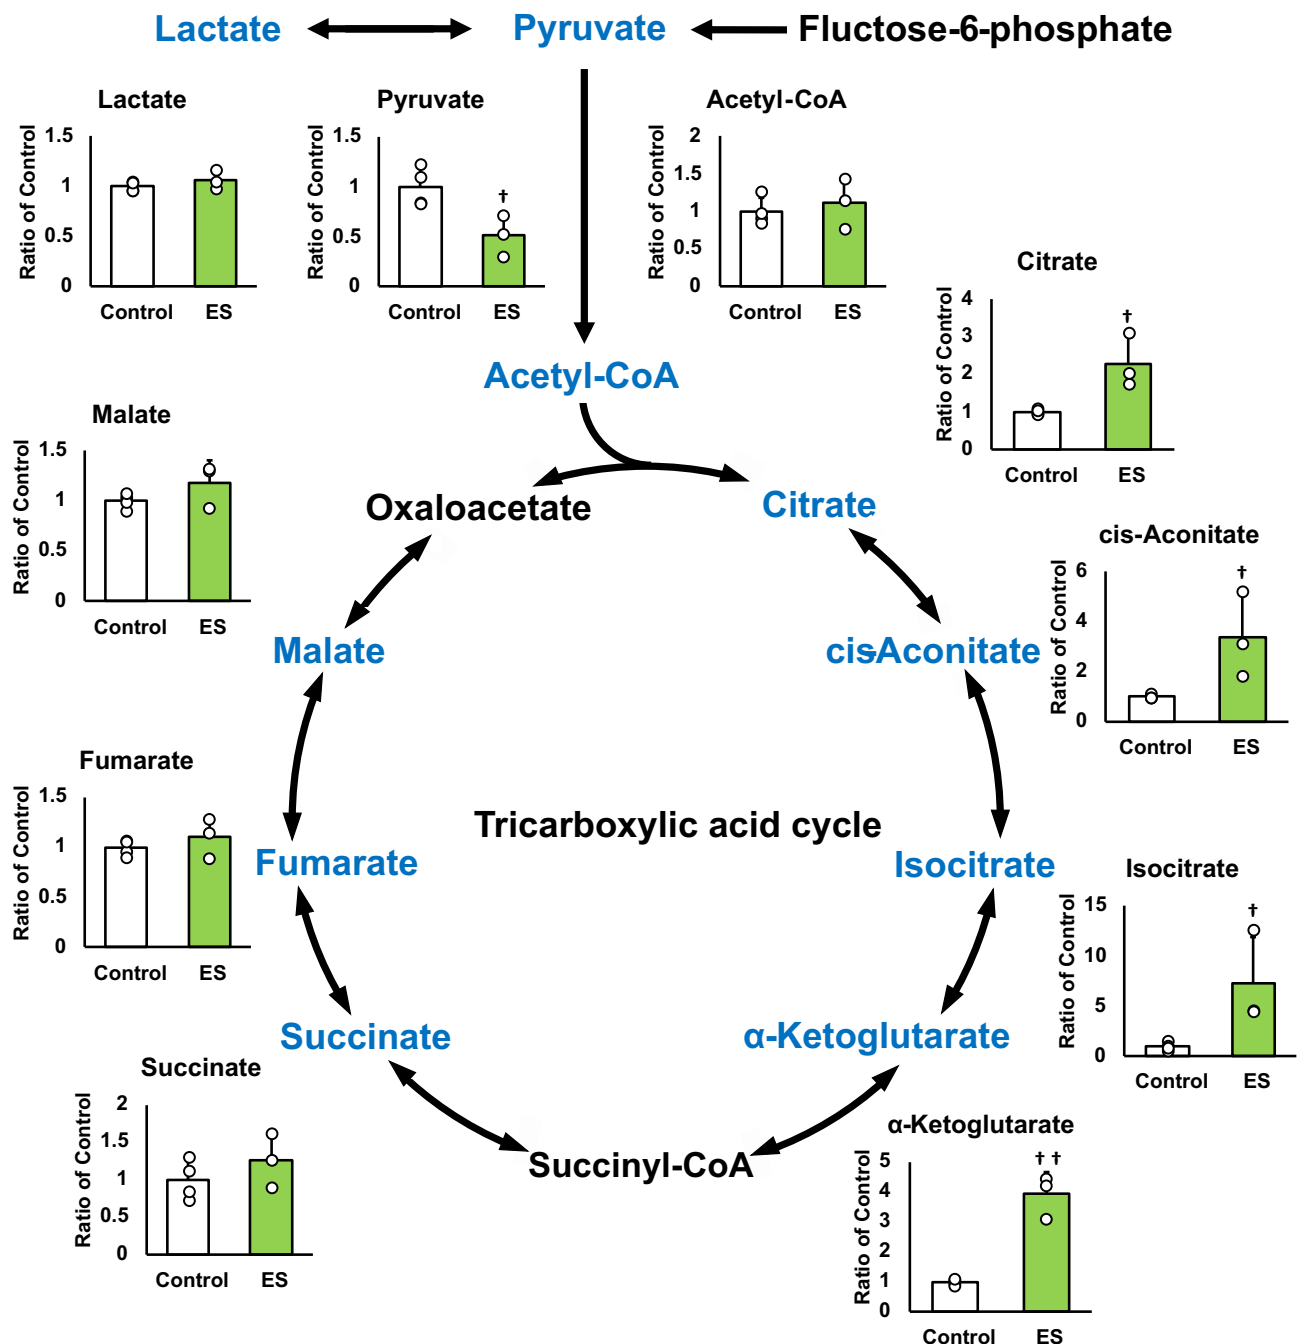 Lactate
Pyruvate
Fluctose-6-phosphate
Lactate
Ratio of Control
1.5
1
0.5
0
Control
ES
Pyruvate
1.5
1
0.5
0
†
Ratio of Control
Control
ES
Acetyl-CoA
Ratio of Control
2
1.5
1
0.5
0
Control
ES
Acetyl-CoA
Citrate
Ratio of Control
4
3
2
1
0
†
Control
ES
Malate
Ratio of Control
1.5
1
0.5
0
Control
ES
Oxaloacetate
Citrate
cis-Aconitate
Ratio of Control
6
4
2
0
†
Control
ES
Malate
cis-Aconitate
Fumarate
Ratio of Control
1.5
1
0.5
0
Control
ES
Tricarboxylic acid cycle
Fumarate
Isocitrate
Isocitrate
Ratio of Control
15
10
5
0
†
Control
ES
Succinate
α-Ketoglutarate
Succinate
Ratio of Control
2
1.5
1
0.5
0
Control
ES
Succinyl-CoA
α-Ketoglutarate
Ratio of Control
5
4
3
2
1
0
† †
Control
ES